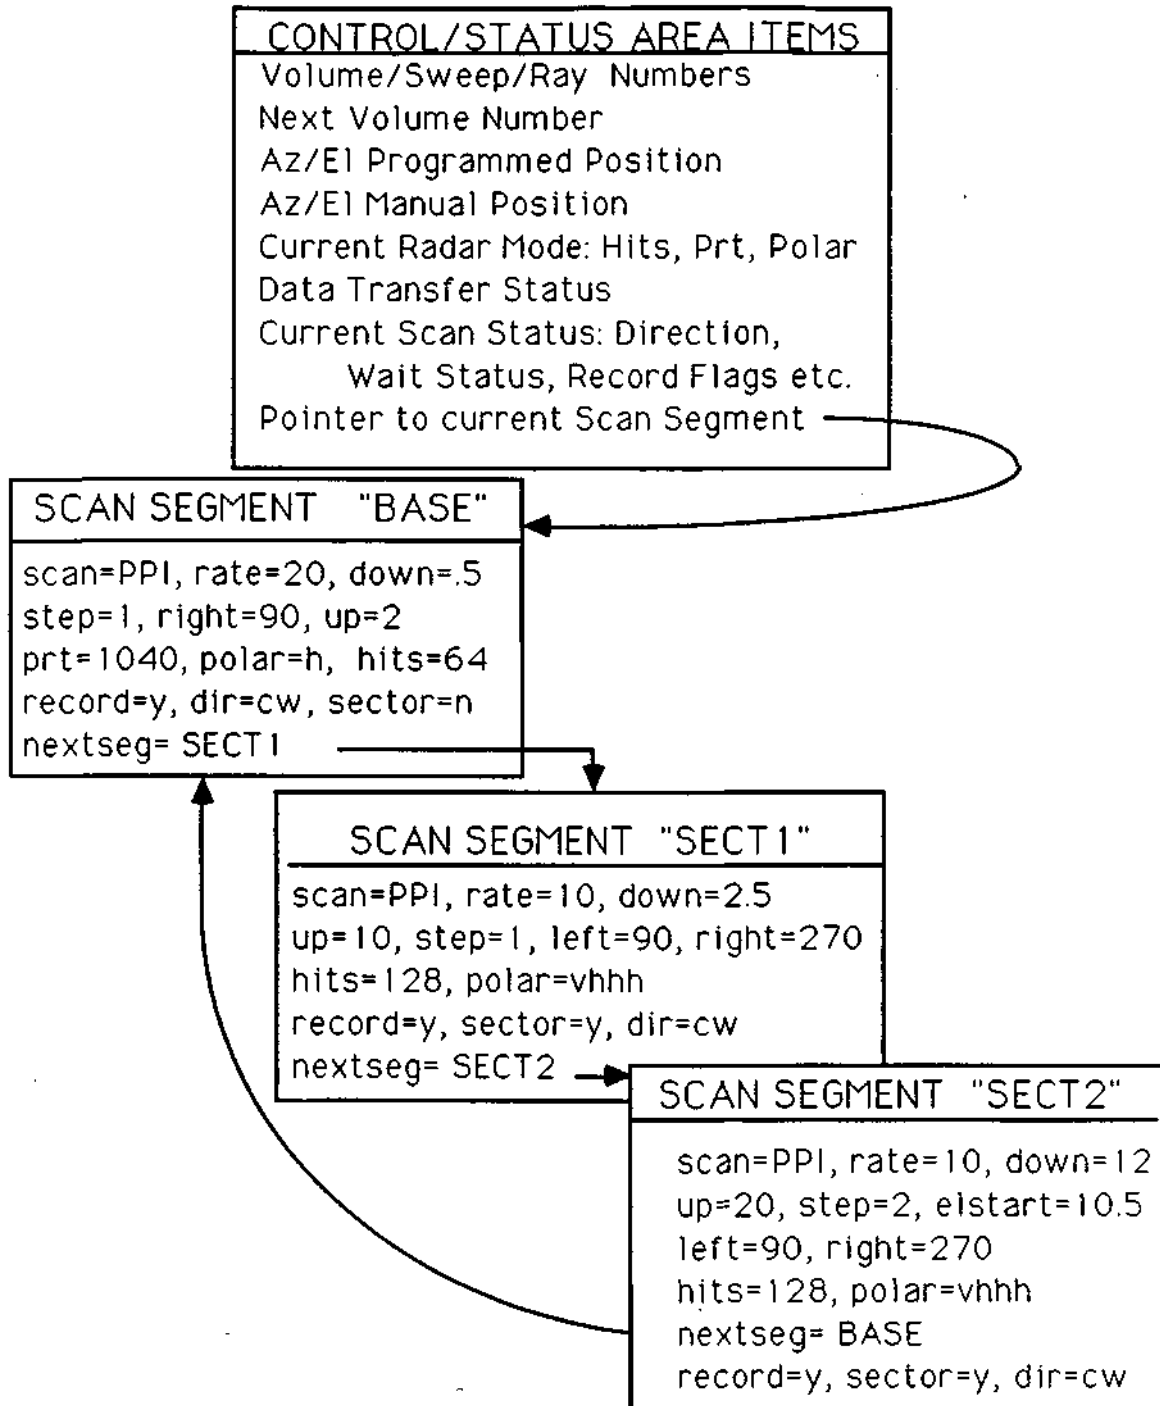 CONTROL/STATUS AREA ITEMS
Volume/Sweep/Ray Numbers
Next Volume Number
Az/El Programmed Position
Az/El Manual Position
Current Radar Mode: Hits, Prt, Polar
Data Transfer Status
Current Scan Status: Direction,
Wait Status, Record Flags etc.
Pointer to current Scan Segment
SCAN SEGMENT "BASE"
scan=PPI, rate=20, down=.5
step=1, right=90, up=2
prt=1040, polar=h, hits=64
record=y, dir=cw, sector=n
nextseg= SECT1
SCAN SEGMENT "SECT1"
scan=PPI, rate=10, down=2.5
up=10, step=1, left=90, right=270
hits=128, polar=vhhh
record=y, sector=y, dir=cw
nextseg= SECT2
SCAN SEGMENT "SECT2"
scan=PPI, rate=10, down=12
up=20, step=2, elstart=10.5
left=90, right=270
hits=128, polar=vhhh
nextseg= BASE
record=y, sector=y, dir=cw